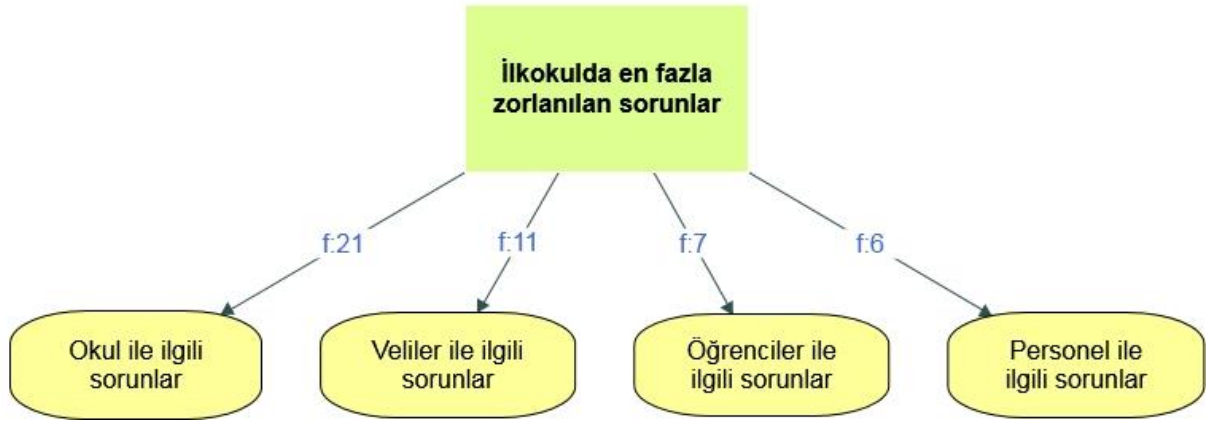 İlkokulda en fazla
zorlanılan sorunlar
f:21
f:11
f:7
f:6
Okul ile ilgili
sorunlar
Veliler ile ilgili
sorunlar
Öğrenciler ile
ilgili sorunlar
Personel ile
ilgili sorunlar